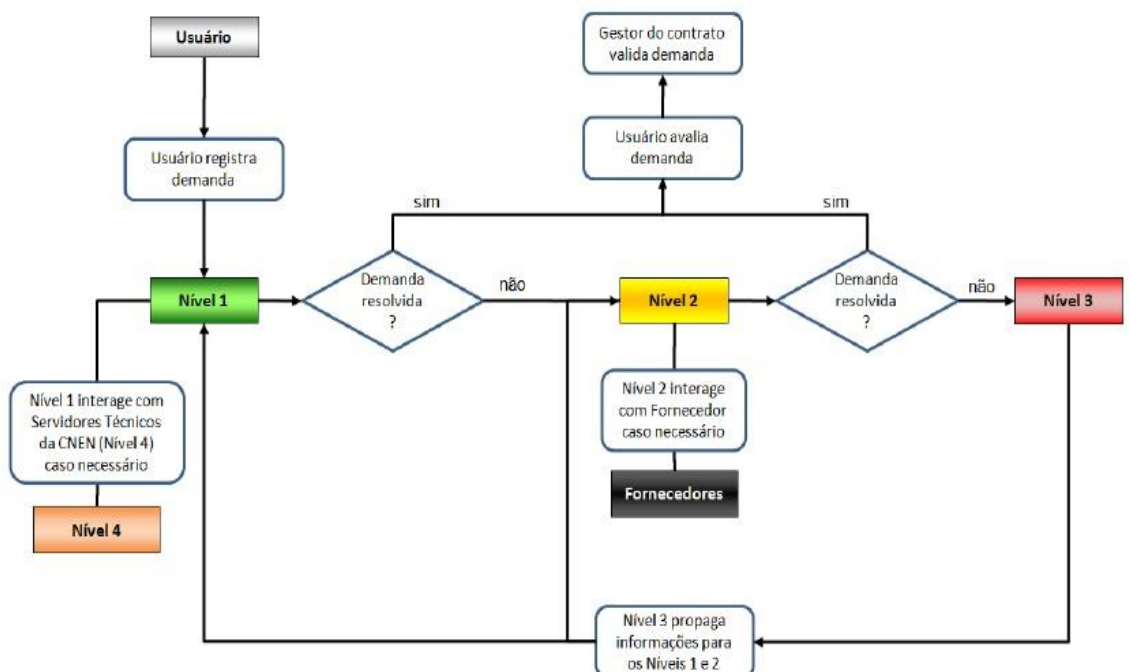 Usuário
Gestor do contrato
valida demanda
Usuário registra
demanda
Usuário avalia
demanda
sim
sim
Nível 1
Demanda
resolvida
?
não
Nível 2
Demanda
resolvida
?
não
Nível 3
Nível 1 interage com
Servidores Técnicos
da CNEN (Nível 4)
caso necessário
Nível 2 interage
com Fornecedor
caso necessário
Nível 4
Fornecedores
Nível 3 propaga
informações para
os Níveis 1 e 2